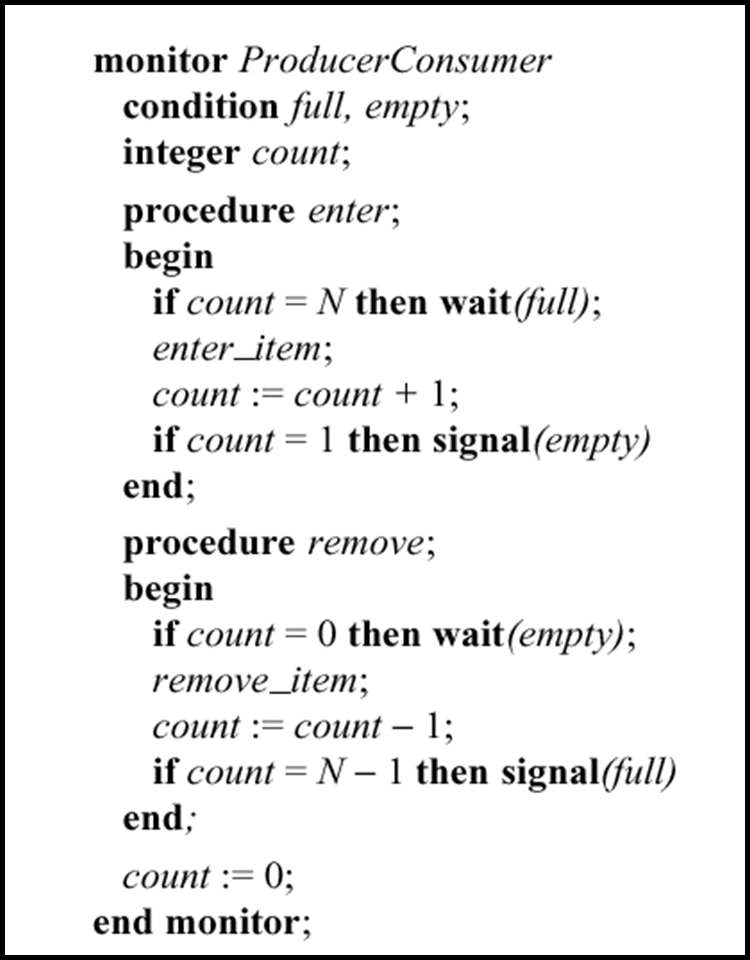 monitor ProducerConsumer
condition full, empty;
integer count;
procedure enter;
begin
if count = N then wait(full);
enter_item;
count := count + 1;
if count = 1 then signal(empty)
end;
procedure remove;
begin
if count = 0 then wait(empty);
remove_item;
count := count – 1;
if count = N – 1 then signal(full)
end;
count := 0;
end monitor;